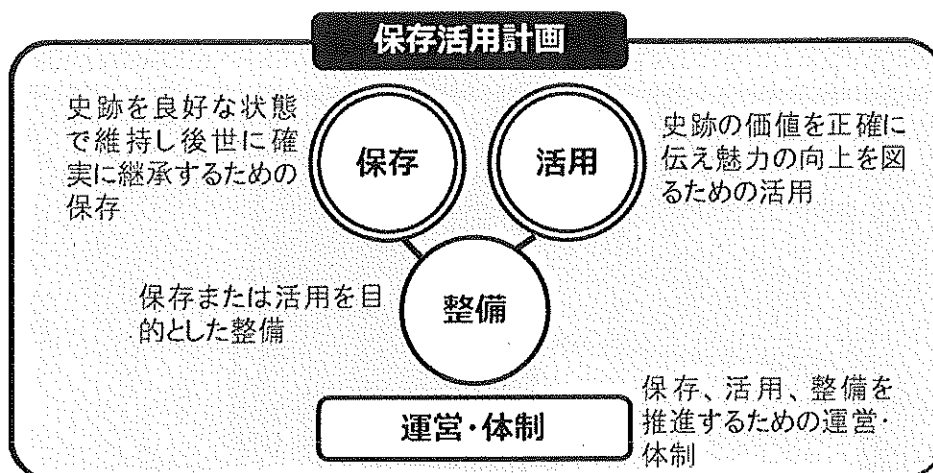 保存活用計画
史跡を良好な状態
で維持し後世に確
実に継承するための
保存
保存
活用
史跡の価値を正確に
伝え魅力の向上を図
るための活用
保存または活用を目
的とした整備
整備
運営・体制
保存、活用、整備を
推進するための運営・
体制